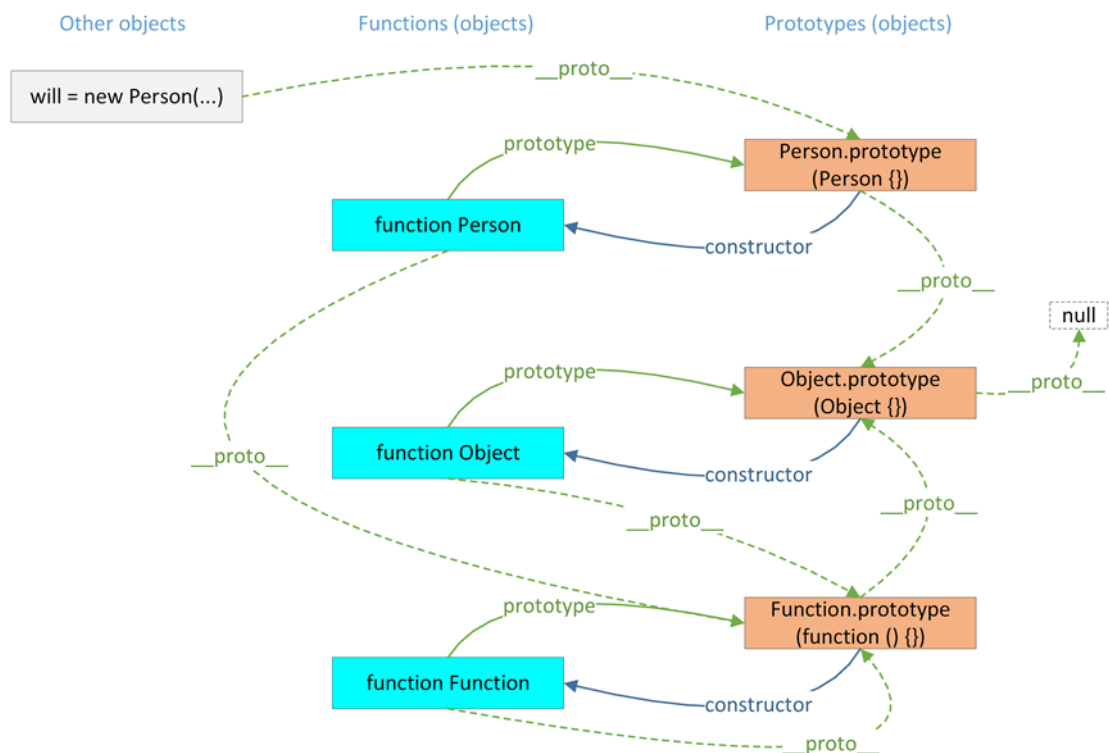 Other objects
Functions (objects)
Prototypes (objects)
__proto__
will = new Person(...)
prototype
Person.prototype
(Person {})
function Person
constructor
__proto__
null
prototype
Object.prototype
(Object {})
__proto__
function Object
__proto__
constructor
__proto__
__proto__
prototype
Function.prototype
(function () {})
function Function
constructor
__proto__